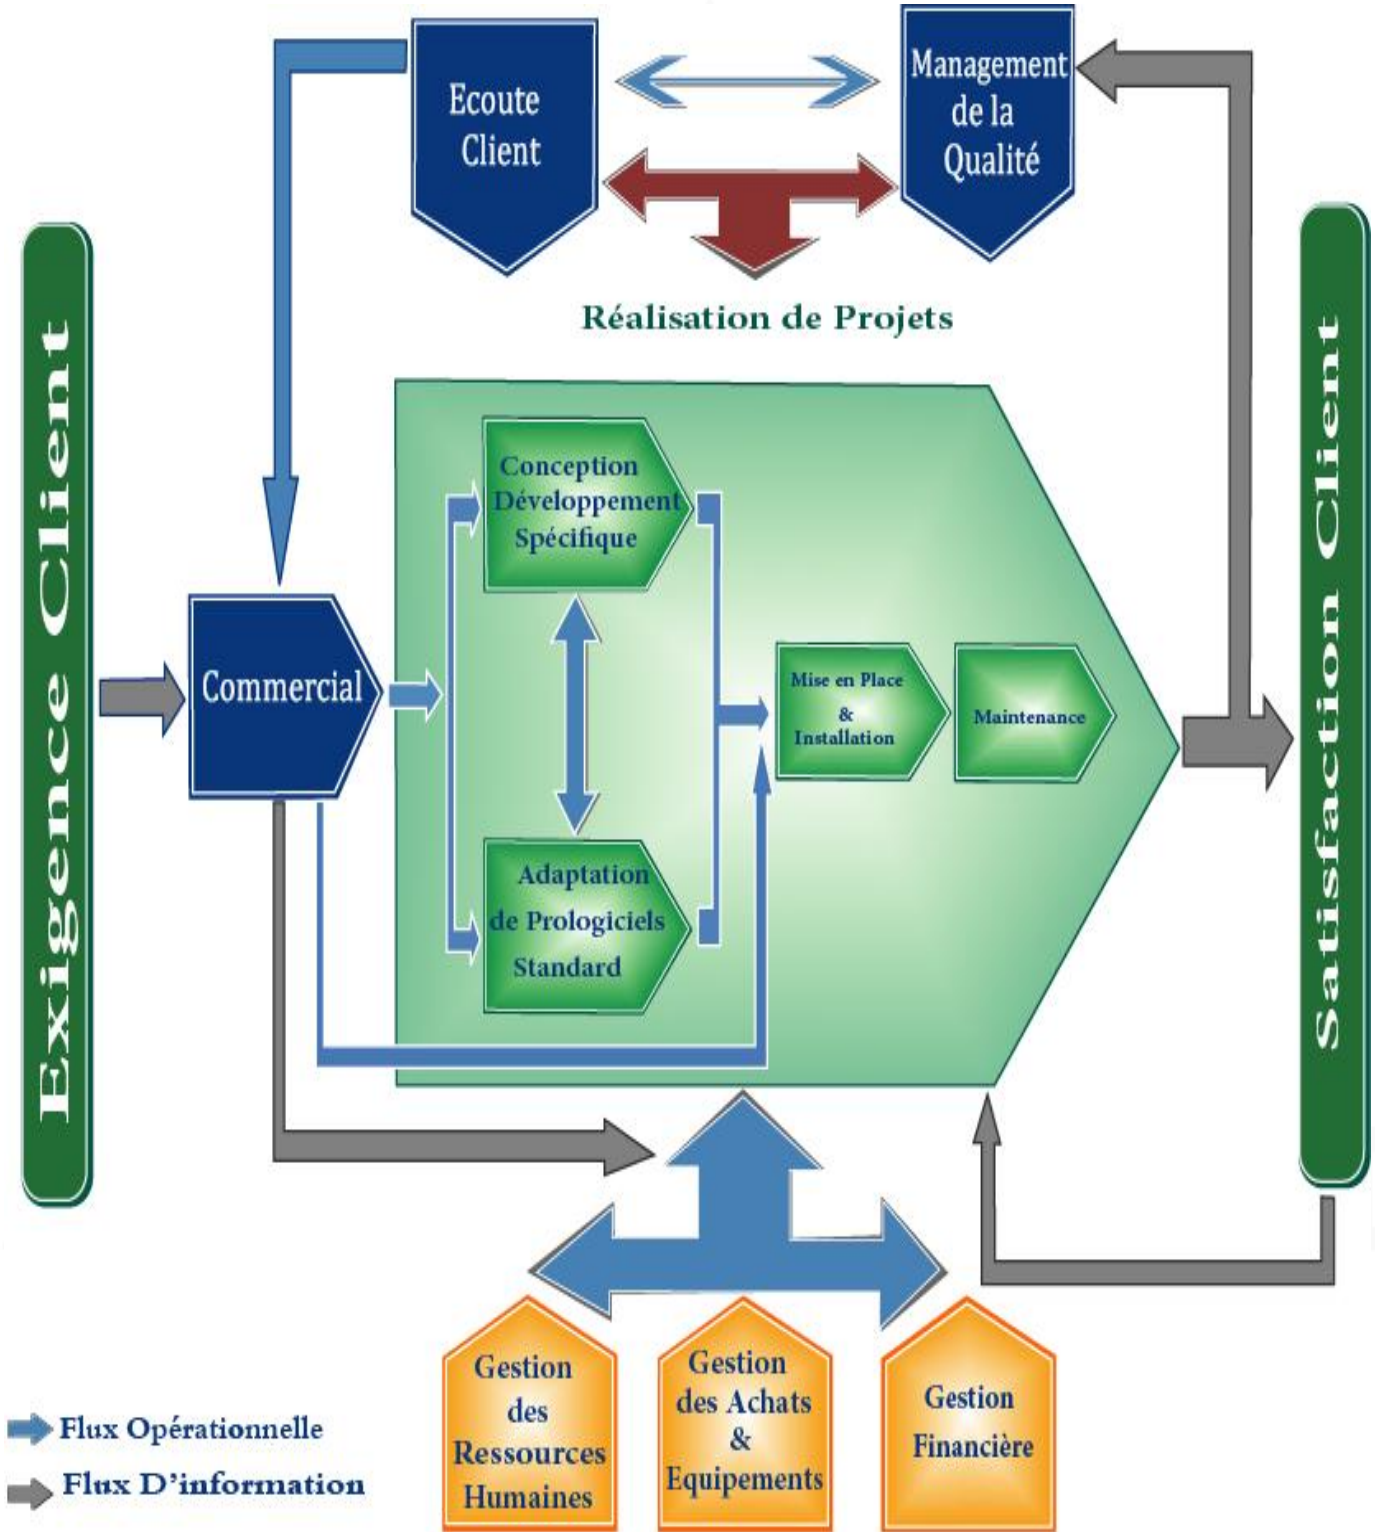 Ecoute
Client
Management
de la
Qualité
Réalisation de Projets
Exigence Client
Conception
Développement
Spécifique
Commercial
Mise en Place
&
Installation
Maintenance
Adaptation
de Prologiciels
Standard
Satisfaction Client
Gestion
des
Ressources
Humaines
Gestion
des Achats
&
Equipements
Gestion
Financière
Flux Opérationnelle
Flux D'information